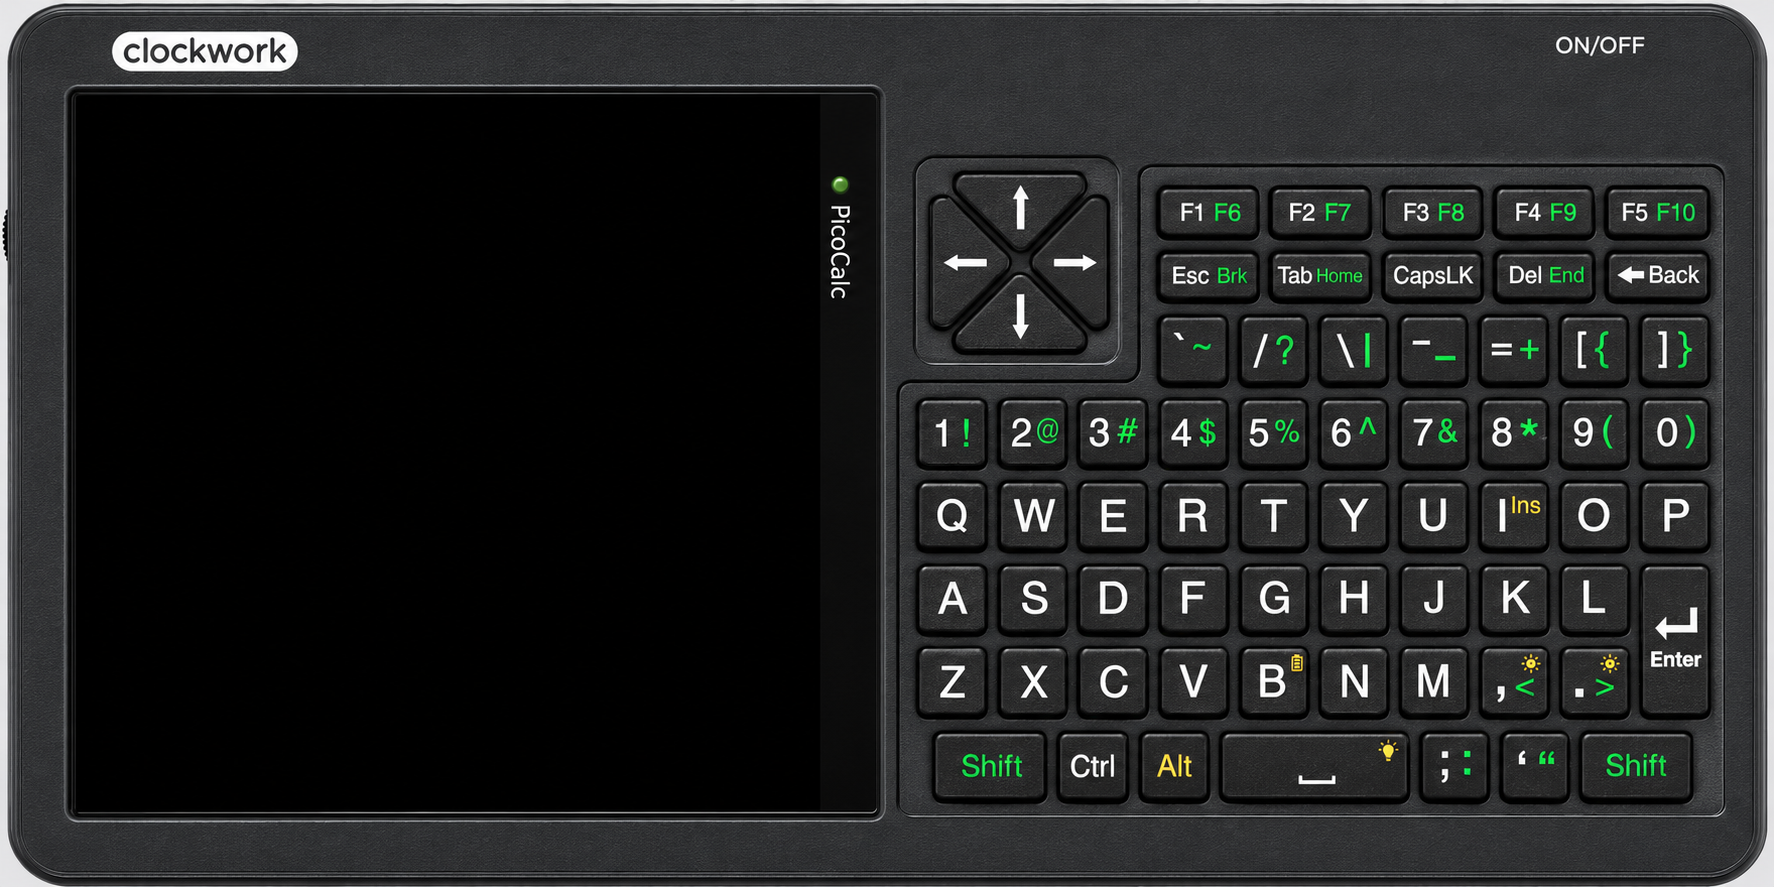 clockwork
ON/OFF
PicoCalc
F1 F6 F2 F7 F3 F8 F4 F9 F5 F10
Esc Brk Tab Home CapsLK Del End Back
` ~ / ? \ | - _ = + [ { ] }
1 ! 2 @ 3 # 4 $ 5 % 6 ^ 7 & 8 * 9 ( 0 )
Q W E R T Y U I Ins O P
A S D F G H J K L
Enter
Z X C V B N M , < . >
Shift Ctrl Alt ; : ‘ “ Shift